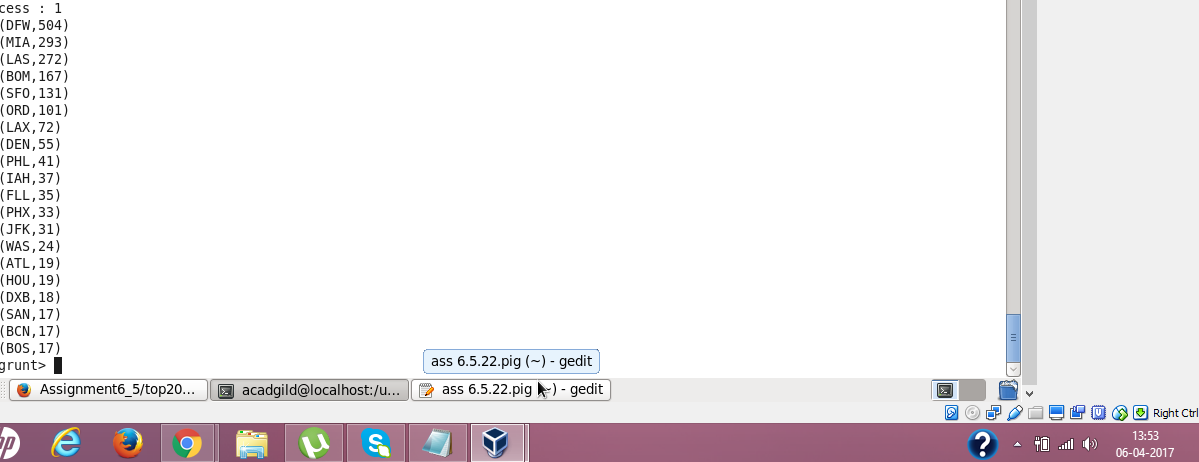 cess : 1
(DFW,504)
(MIA,293)
(LAS,272)
(BOM,167)
(SFO,131)
(ORD,101)
(LAX,72)
(DEN,55)
(PHL,41)
(IAH,37)
(FLL,35)
(PHX,33)
(JFK,31)
(WAS,24)
(ATL,19)
(HOU,19)
(DXB,18)
(SAN,17)
(BCN,17)
(BOS,17)
grunt>
ass 6.5.22.pig (~) - gedit
Assignment6_5/top20... acadgild@localhost:/u... ass 6.5.22.pig ~) - gedit
Right Ctrl
13:53
06-04-2017